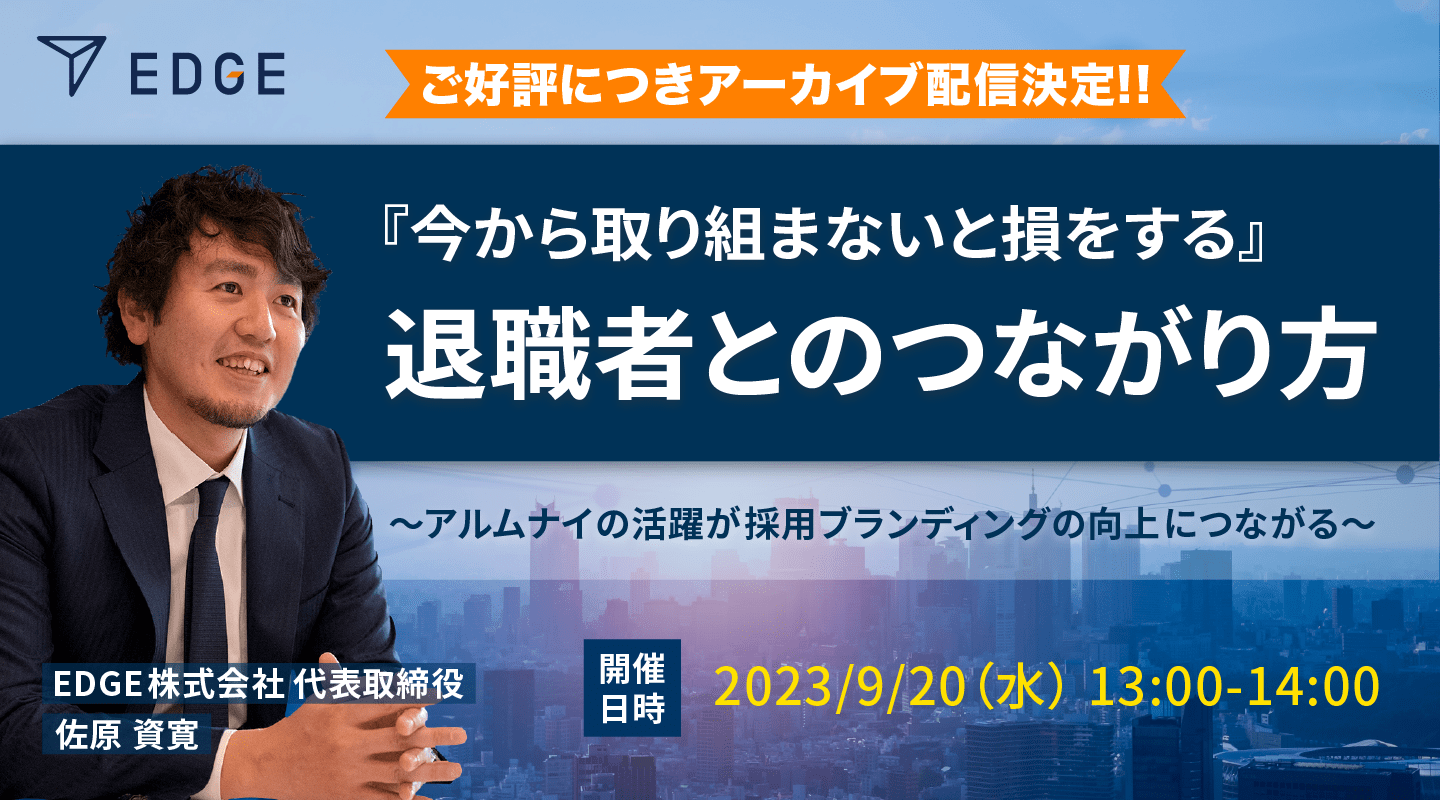 EDGE
ご好評につきアーカイブ配信決定!!
『今から取り組まないと損をする』
退職者とのつながり方
～アルムナイの活躍が採用ブランディングの向上につながる～
EDGE株式会社 代表取締役
佐原 資寛
開催
日時
2023/9/20（水） 13:00-14:00